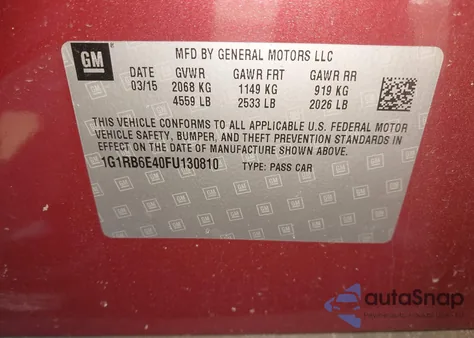 GM
MFD BY GENERAL MOTORS LLC
DATE GVWR GAWR FRT GAWR RR
03/15 2068 KG 1149 KG 919 KG
4559 LB 2533 LB 2026 LB
THIS VEHICLE CONFORMS TO ALL APPLICABLE U.S. FEDERAL MOTOR
VEHICLE SAFETY, BUMPER, AND THEFT PREVENTION STANDARDS IN
EFFECT ON THE DATE OF MANUFACTURE SHOWN ABOVE.
1G1RB6E40FU130810 TYPE: PASS CAR
autaSnap